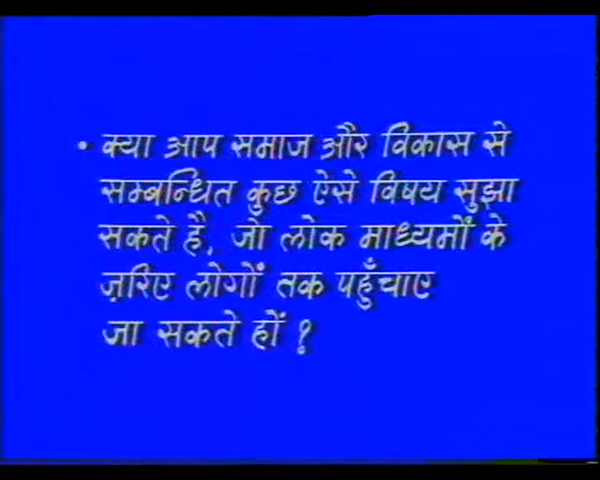 • क्या आप समाज और विकास से
सम्बन्धित कुछ ऐसे विषय सुझा
सकते है, जो लोक माध्यमों के
ज़रिए लोगों तक पहुँचाए
जा सकते हों ?